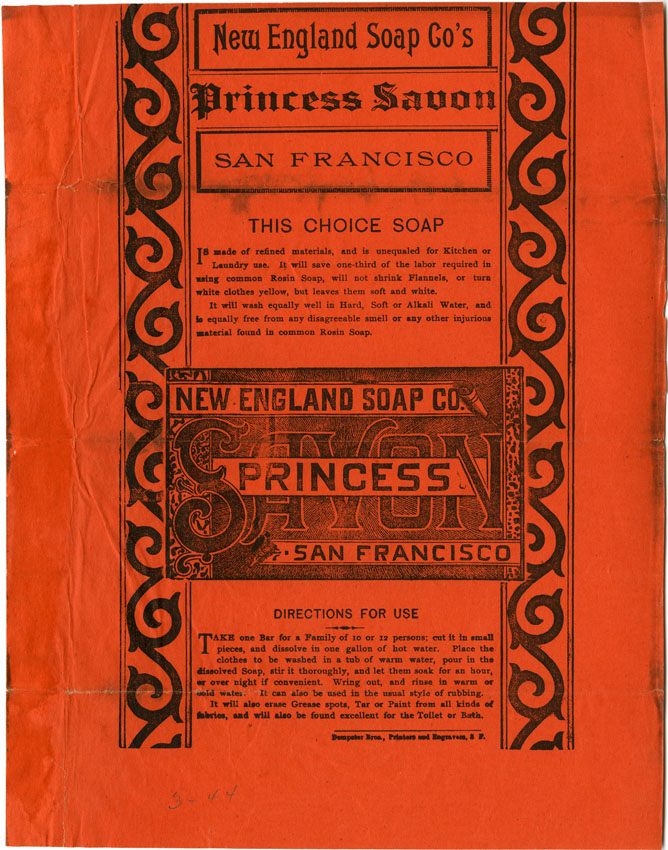 New England Soap Co's
Princess Savon
SAN FRANCISCO
THIS CHOICE SOAP
IS made of refined materials, and is unequaled for Kitchen or
Laundry use. It will save one-third of the labor required in
using common Rosin Soap, will not shrink Flannels, or turn
white clothes yellow, but leaves them soft and white.
It will wash equally well in Hard, Soft or Alkali Water, and
is equally free from any disagreeable smell or any other injurious
material found in common Rosin Soap.
NEW ENGLAND SOAP CO.
SAVON
PRINCESS
SAN FRANCISCO
DIRECTIONS FOR USE
TAKE one Bar for a Family of 10 or 12 persons; cut it in small
pieces, and dissolve in one gallon of hot water. Place the
clothes to be washed in a tub of warm water, pour in the
dissolved Soap, stir it thoroughly, and let them soak for an hour,
or over night if convenient. Wring out, and rinse in warm or
cold water. It can also be used in the usual style of rubbing.
It will also erase Grease spots, Tar or Paint from all kinds of
fabrics, and will also be found excellent for the Toilet or Bath.
Dempster Bros., Printers and Engravers, S F.
3-44